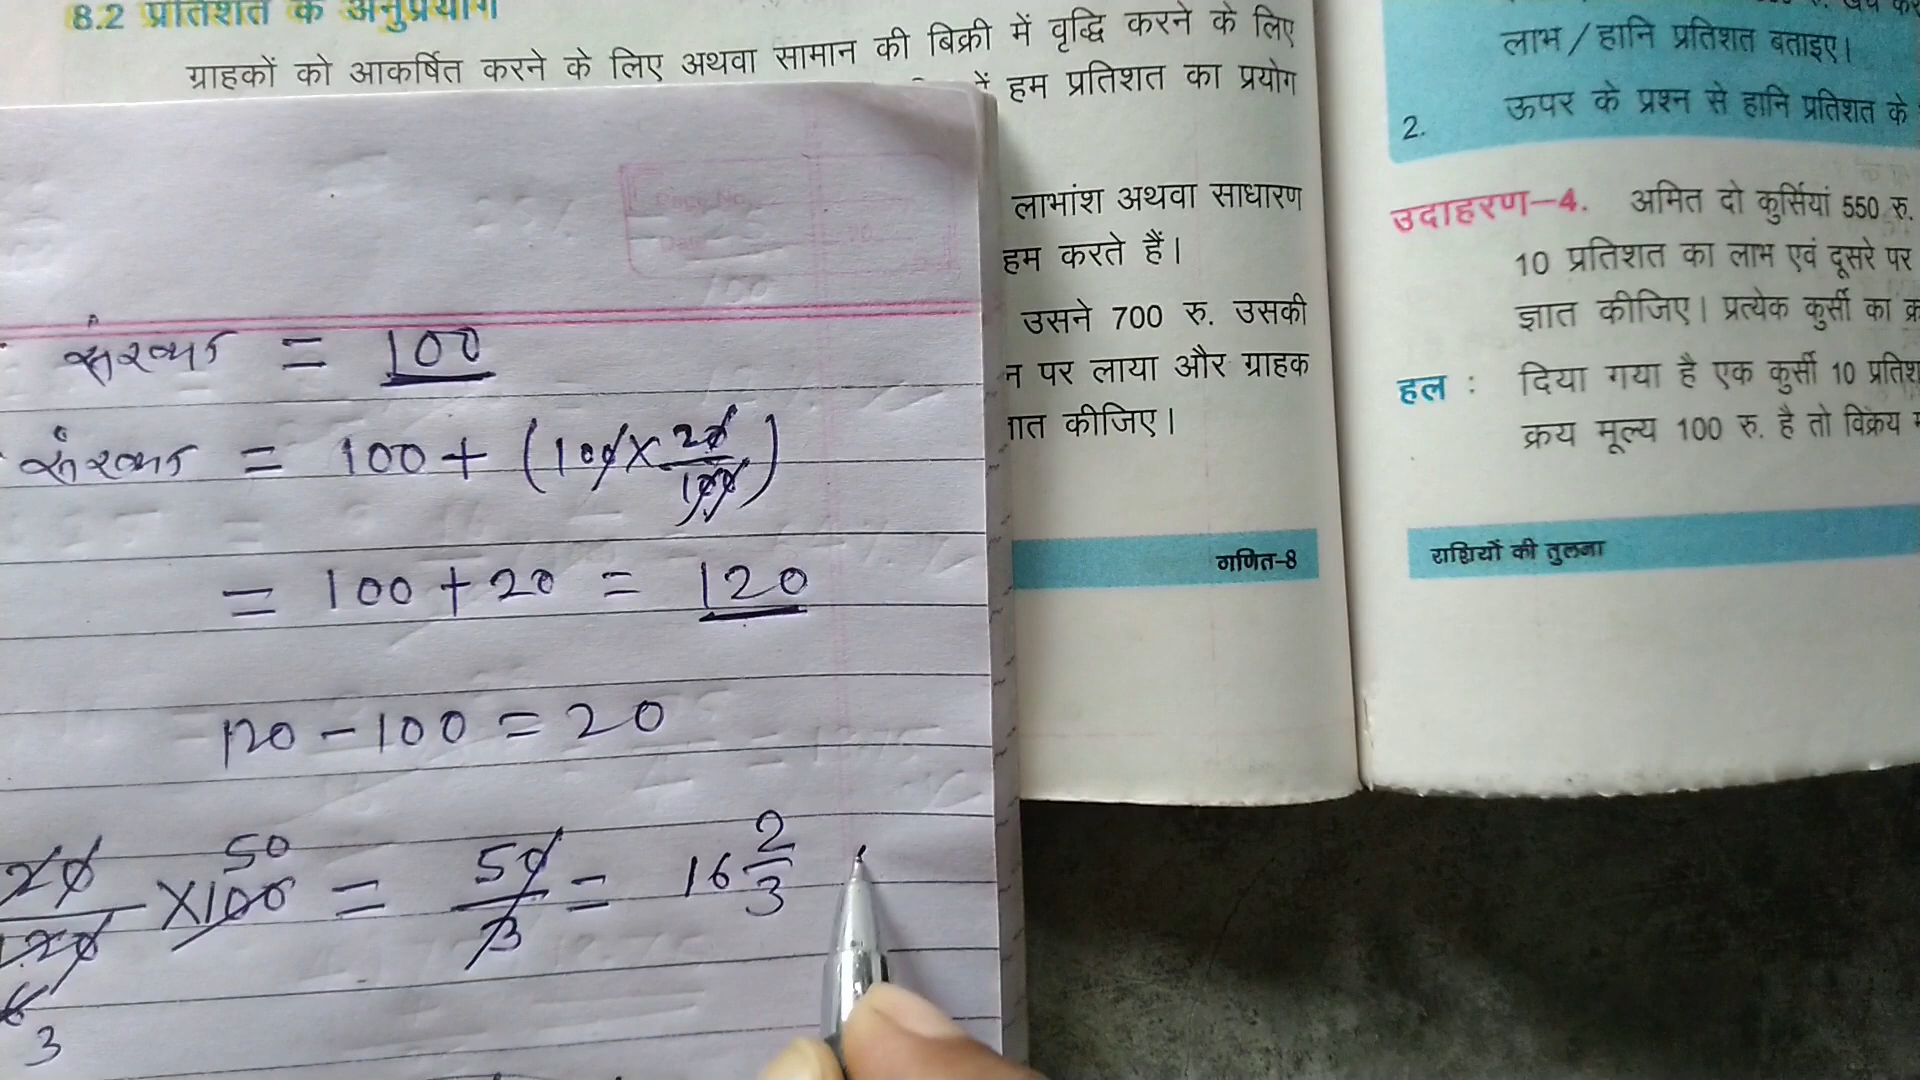 8.2 प्रतिशत के अनुप्रयोग
ग्राहकों को आकर्षित करने के लिए अथवा सामान की बिक्री में वृद्धि करने के लिए
में हम प्रतिशत का प्रयोग
लाभांश अथवा साधारण
हम करते हैं।
उसने 700 रु. उसकी
न पर लाया और ग्राहक
ज्ञात कीजिए।
गणित-8
संख्या = 100
संख्या = 100 + (100 × 20/100)
= 100 + 20 = 120
120 - 100 = 20
20/120 × 100 50 = 50/3 = 16 2/3
6
3
लाभ / हानि प्रतिशत बताइए।
2. ऊपर के प्रश्न से हानि प्रतिशत के
उदाहरण-4. अमित दो कुर्सियां 550 रु.
10 प्रतिशत का लाभ एवं दूसरे पर
ज्ञात कीजिए। प्रत्येक कुर्सी का
हल : दिया गया है एक कुर्सी 10
क्रय मूल्य 100 रु. है तो विक्रय
राशियों की तुलना